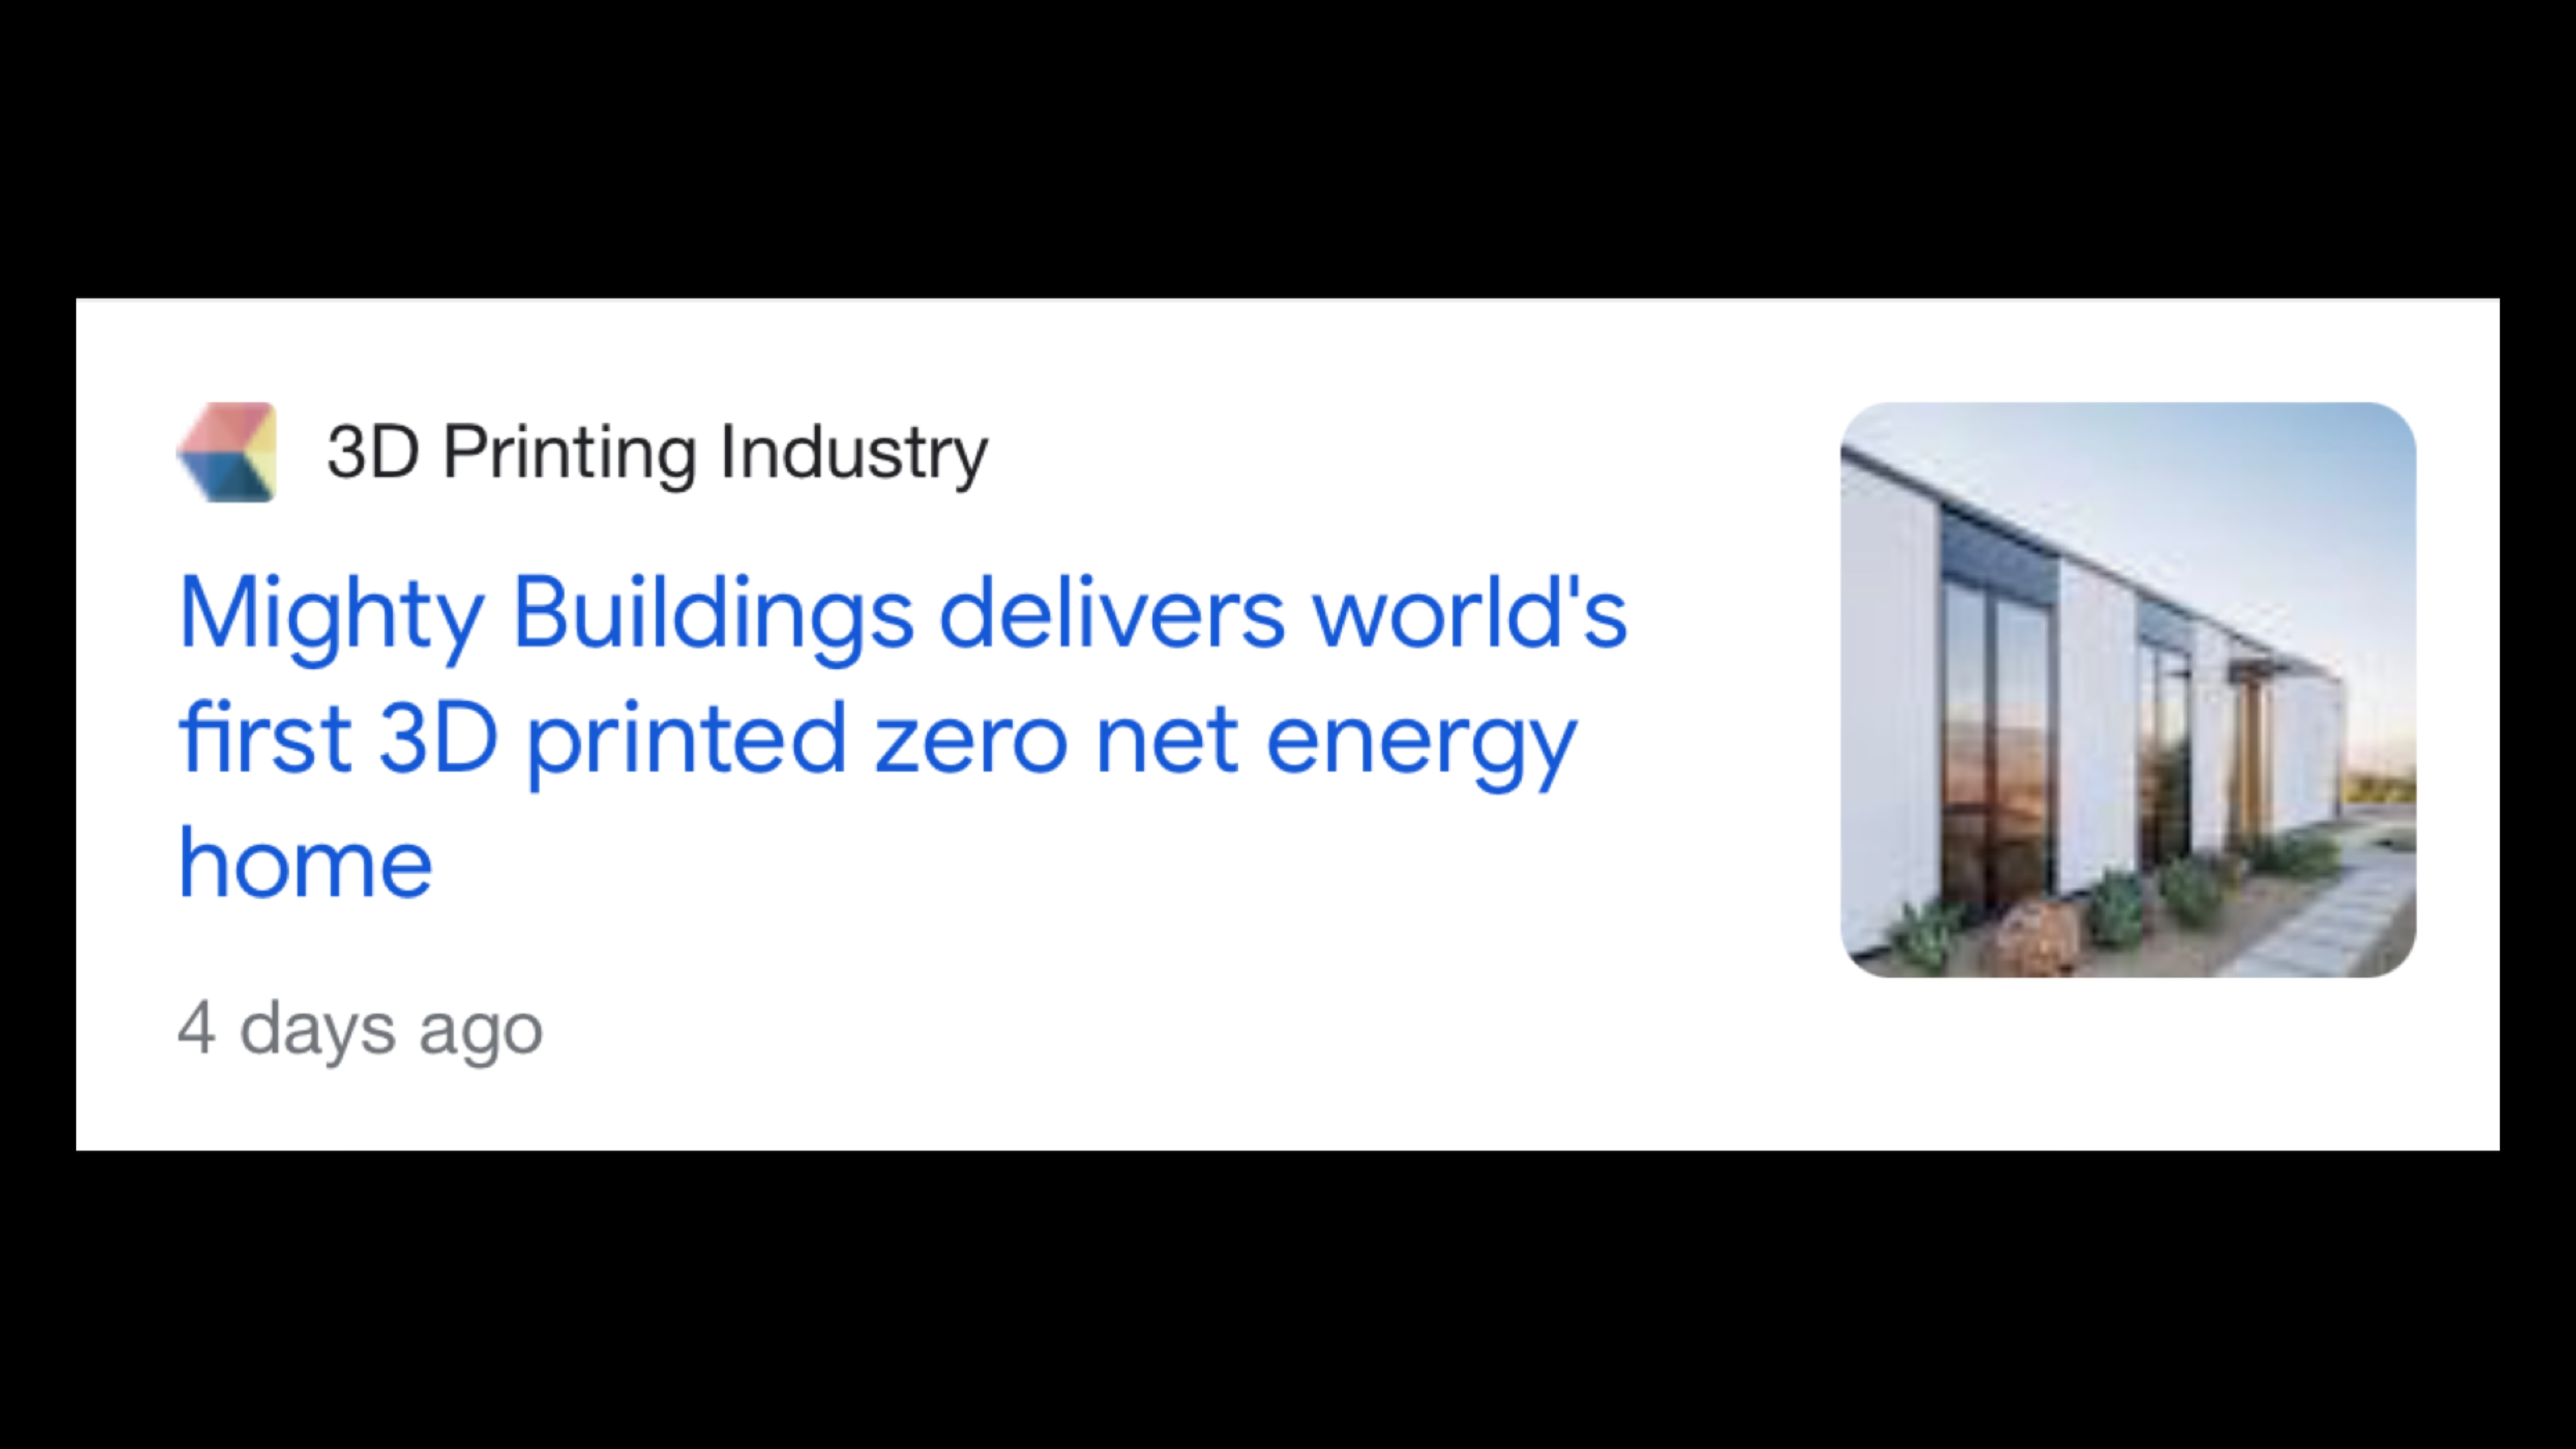 3D Printing Industry
Mighty Buildings delivers world's
first 3D printed zero net energy
home
4 days ago